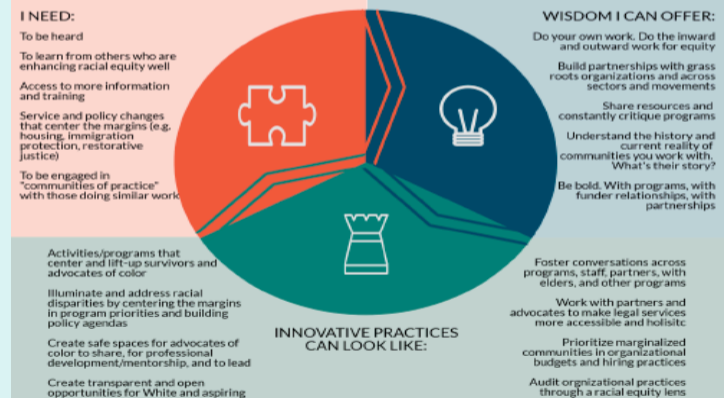 I NEED:
To be heard
To learn from others who are
enhancing racial equity well
Access to more information
and training
Service and policy changes
that center the margins (e.g.
housing, immigration
protection, restorative
justice)
To be engaged in
"communities of practice"
with those doing similar work
WISDOM I CAN OFFER:
Do your own work. Do the inward
and outward work for equity
Build partnerships with grass
roots organizations and across
sectors and movements
Share resources and
constantly critique programs
Understand the history and
current reality of
communities you work with.
What's their story?
Be bold. With programs, with
funder relationships, with
partnerships
INNOVATIVE PRACTICES
CAN LOOK LIKE:
Activities/programs that
center and lift-up survivors and
advocates of color
Illuminate and address racial
disparities by centering the margins
in program priorities and building
policy agendas
Create safe spaces for advocates of
color to share, for professional
development/mentorship, and to lead
Create transparent and open
opportunities for White and aspiring
Foster conversations across
programs, staff, partners, with
elders, and other programs
Work with partners and
advocates to make legal services
more accessible and holisitc
Prioritize marginalized
communities in organizational
budgets and hiring practices
Audit orgnizational practices
through a racial equity lens